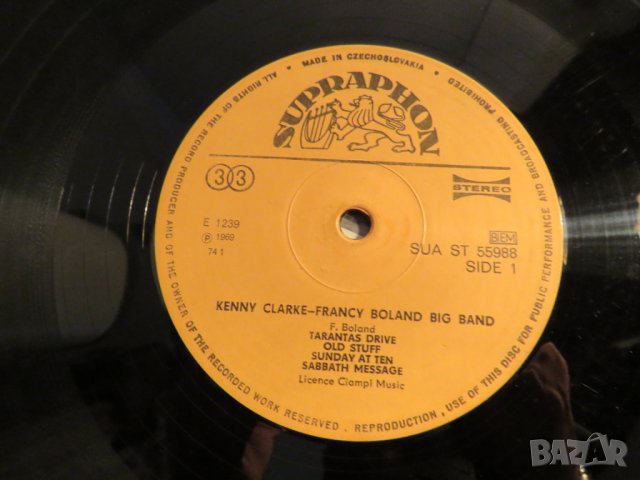 MADE IN CZECHOSLOVAKIA
SUPRAPHON
33
STEREO
E 1239
P 1969
74 1
BIEM
SUA ST 55988
SIDE 1
KENNY CLARKE–FRANCY BOLAND BIG BAND
F. Boland
TARANTAS DRIVE
OLD STUFF
SUNDAY AT TEN
SABBATH MESSAGE
Licence Ciampi Music
ALL RIGHTS OF THE RECORD PRODUCER AND OF THE OWNER OF THE RECORDED WORK RESERVED. REPRODUCTION, USE OF THIS DISC FOR PUBLIC PERFORMANCE AND BROADCASTING PROHIBITED
BAZAR